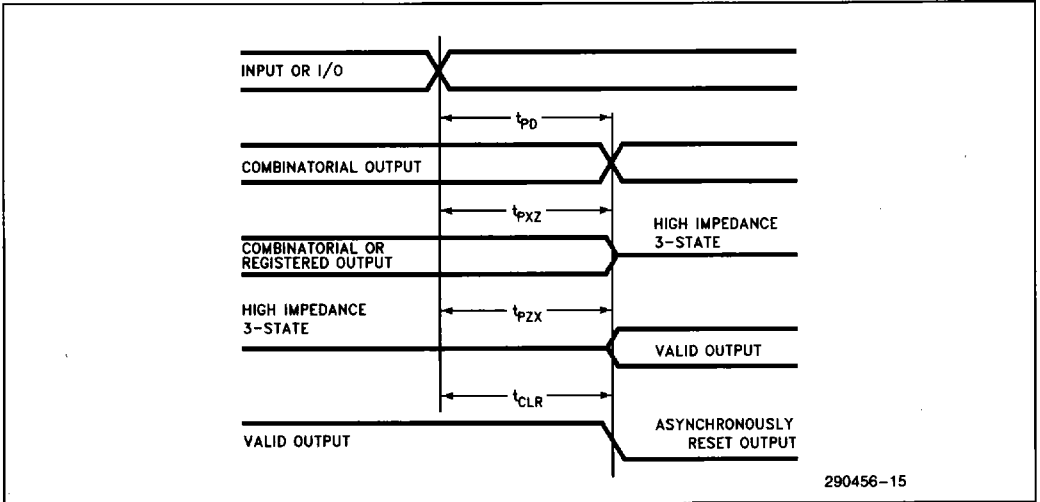 INPUT OR I/O
tPD
COMBINATORIAL OUTPUT
tPXZ
HIGH IMPEDANCE
3-STATE
COMBINATORIAL OR
REGISTERED OUTPUT
HIGH IMPEDANCE
3-STATE
tPZX
VALID OUTPUT
tCLR
VALID OUTPUT
ASYNCHRONOUSLY
RESET OUTPUT
290456-15